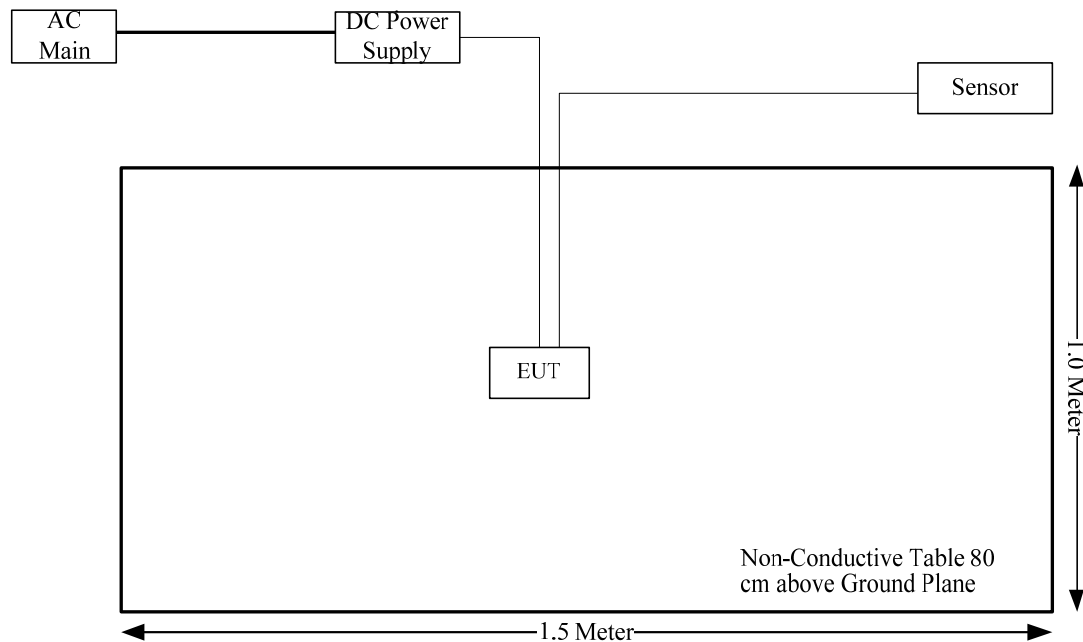 AC
Main
DC Power
Supply
Sensor
EUT
1.0 Meter
Non-Conductive Table 80
cm above Ground Plane
1.5 Meter